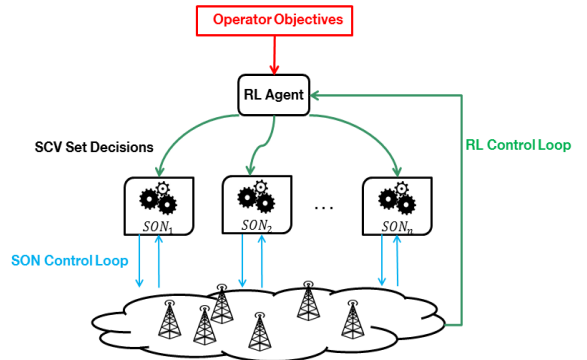 Operator Objectives
RL Agent
SCV Set Decisions
RL Control Loop
SON₁
SON₂
...
SONₙ
SON Control Loop